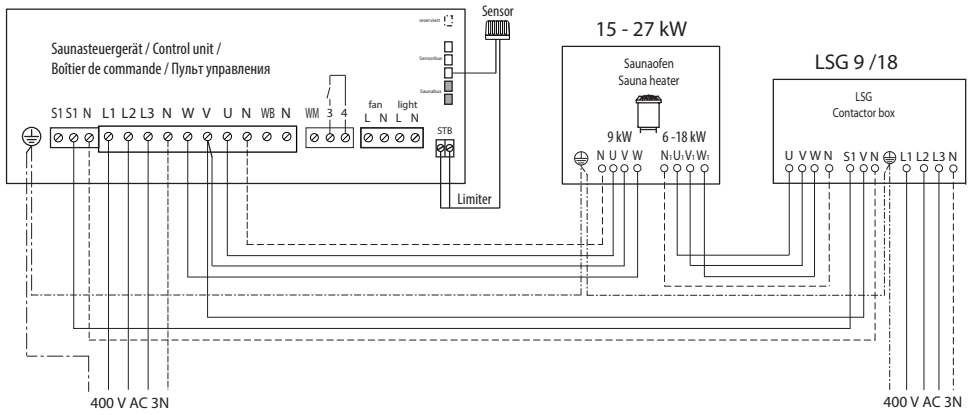 reserviert
Sensor
Sensorbus
Saunabus
Saunasteuergerät / Control unit /
Boîtier de commande / Пульт управления
S1 S1 N L1 L2 L3 N W V U N WB N
WM 3 4
fan light
L N L N
STB
Limiter
15 - 27 kW
Saunaofen
Sauna heater
9 kW 6 -18 kW
N U V W N1 U1 V1 W1
LSG 9 /18
LSG
Contactor box
U V W N S1 V N L1 L2 L3 N
400 V AC 3N
400 V AC 3N